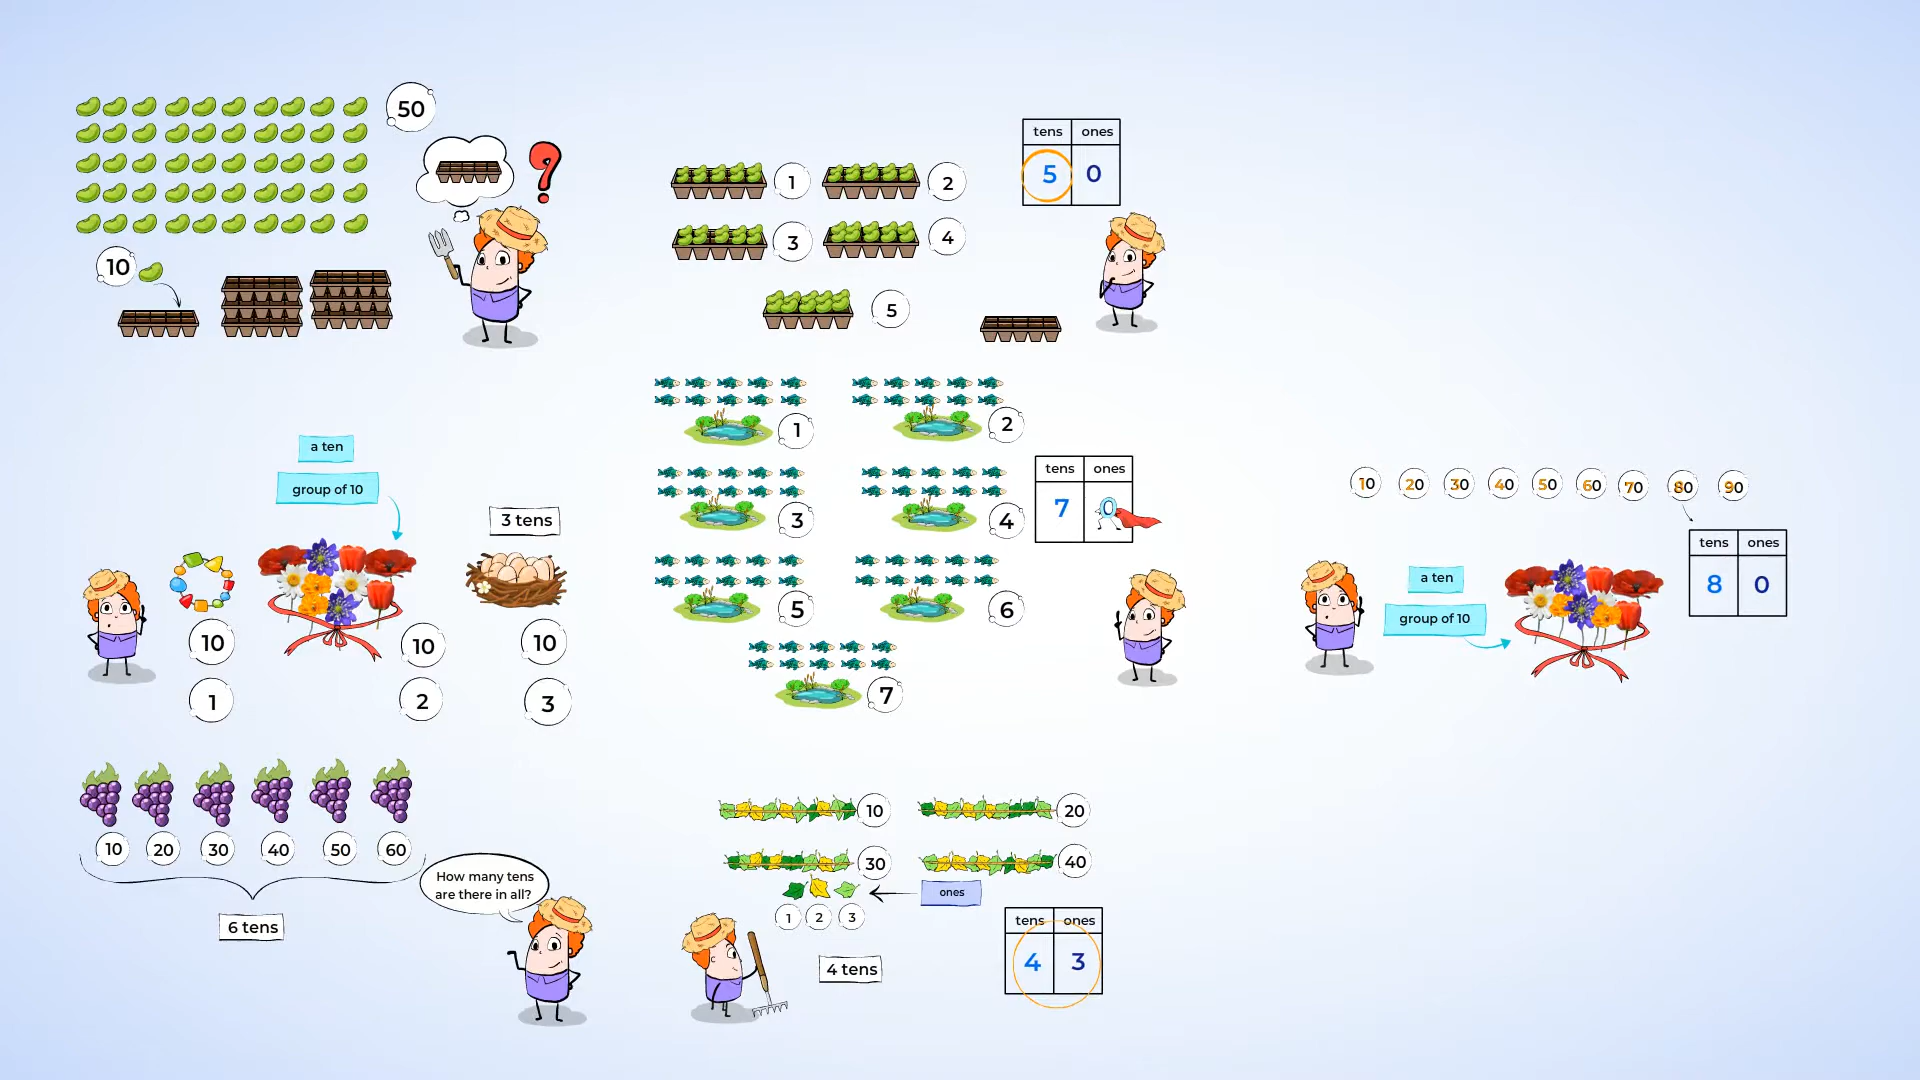 50
10
tens ones
5 0
1
2
3
4
5
a ten
group of 10
3 tens
10
10
10
1
2
3
1
2
3
4
5
6
7
tens ones
7 0
10 20 30 40 50 60 70 80 90
tens ones
8 0
a ten
group of 10
10 20 30 40 50 60
6 tens
How many tens
are there in all?
10
20
30
40
ones
1 2 3
4 tens
tens ones
4 3